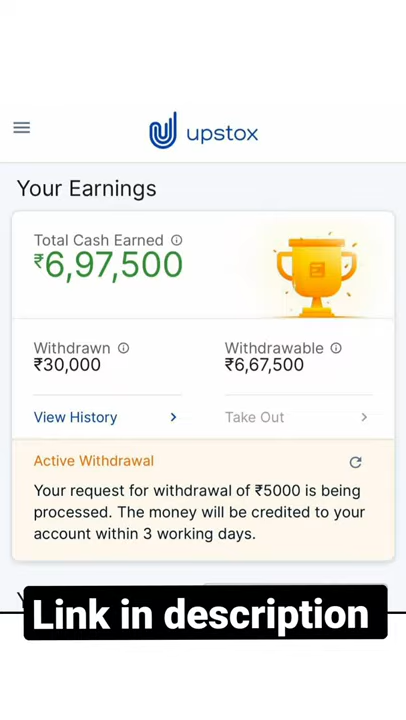 upstox
Your Earnings
Total Cash Earned
₹6,97,500
Withdrawn
Withdrawable
₹30,000
₹6,67,500
View History
Take Out
Active Withdrawal
Your request for withdrawal of ₹5000 is being
processed. The money will be credited to your
account within 3 working days.
Link in description